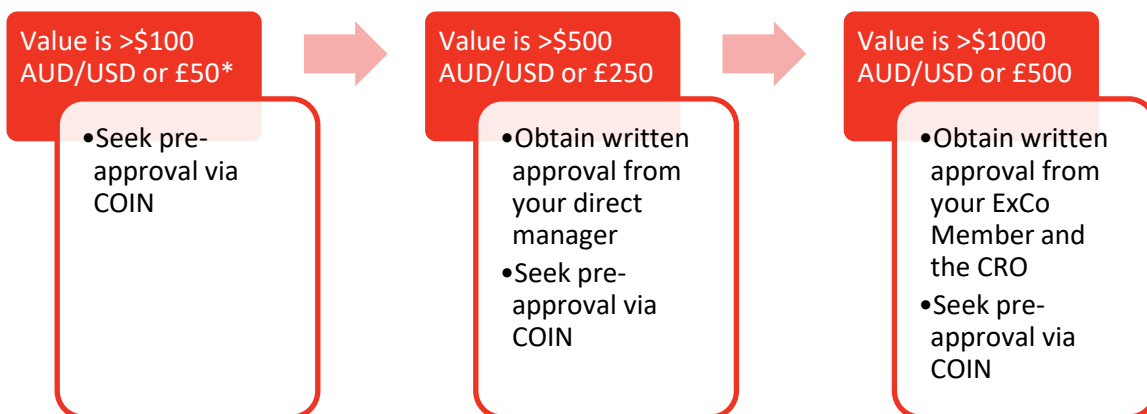 Value is >$100
AUD/USD or £50*
•Seek pre-
approval via
COIN
Value is >$500
AUD/USD or £250
•Obtain written
approval from
your direct
manager
•Seek pre-
approval via
COIN
Value is >$1000
AUD/USD or £500
•Obtain written
approval from
your ExCo
Member and
the CRO
•Seek pre-
approval via
COIN